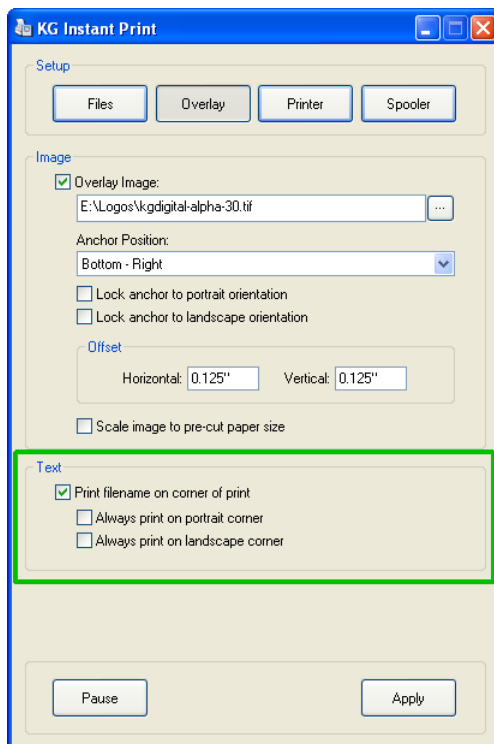 KG Instant Print
Setup
Files Overlay Printer Spooler
Image
Overlay Image:
E:\Logos\kgdigital-alpha-30.tif ...
Anchor Position:
Bottom - Right
Lock anchor to portrait orientation
Lock anchor to landscape orientation
Offset
Horizontal: 0.125" Vertical: 0.125"
Scale image to pre-cut paper size
Text
Print filename on corner of print
Always print on portrait corner
Always print on landscape corner
Pause Apply